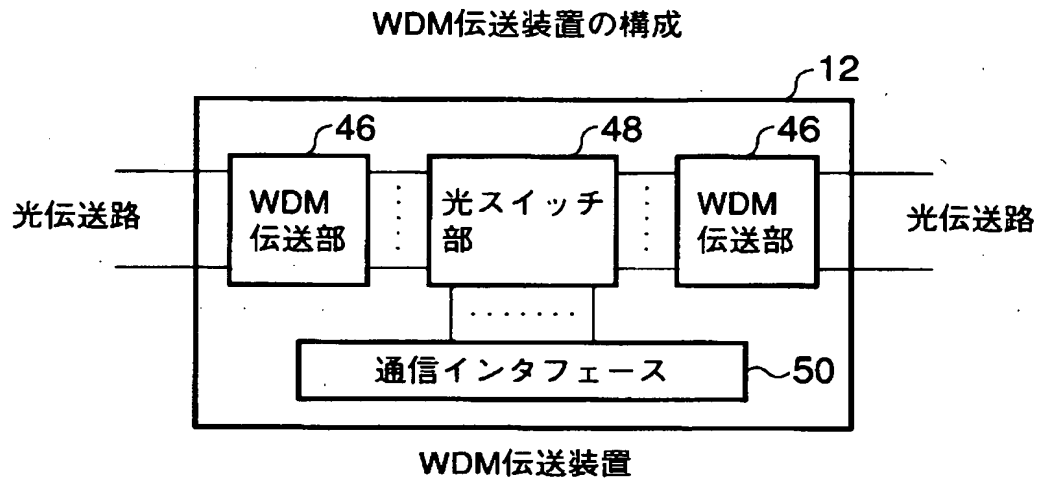 WDM伝送装置の構成
12
46
48
46
光伝送路
WDM
伝送部
光スイッチ
部
WDM
伝送部
光伝送路
通信インタフェース
50
WDM伝送装置